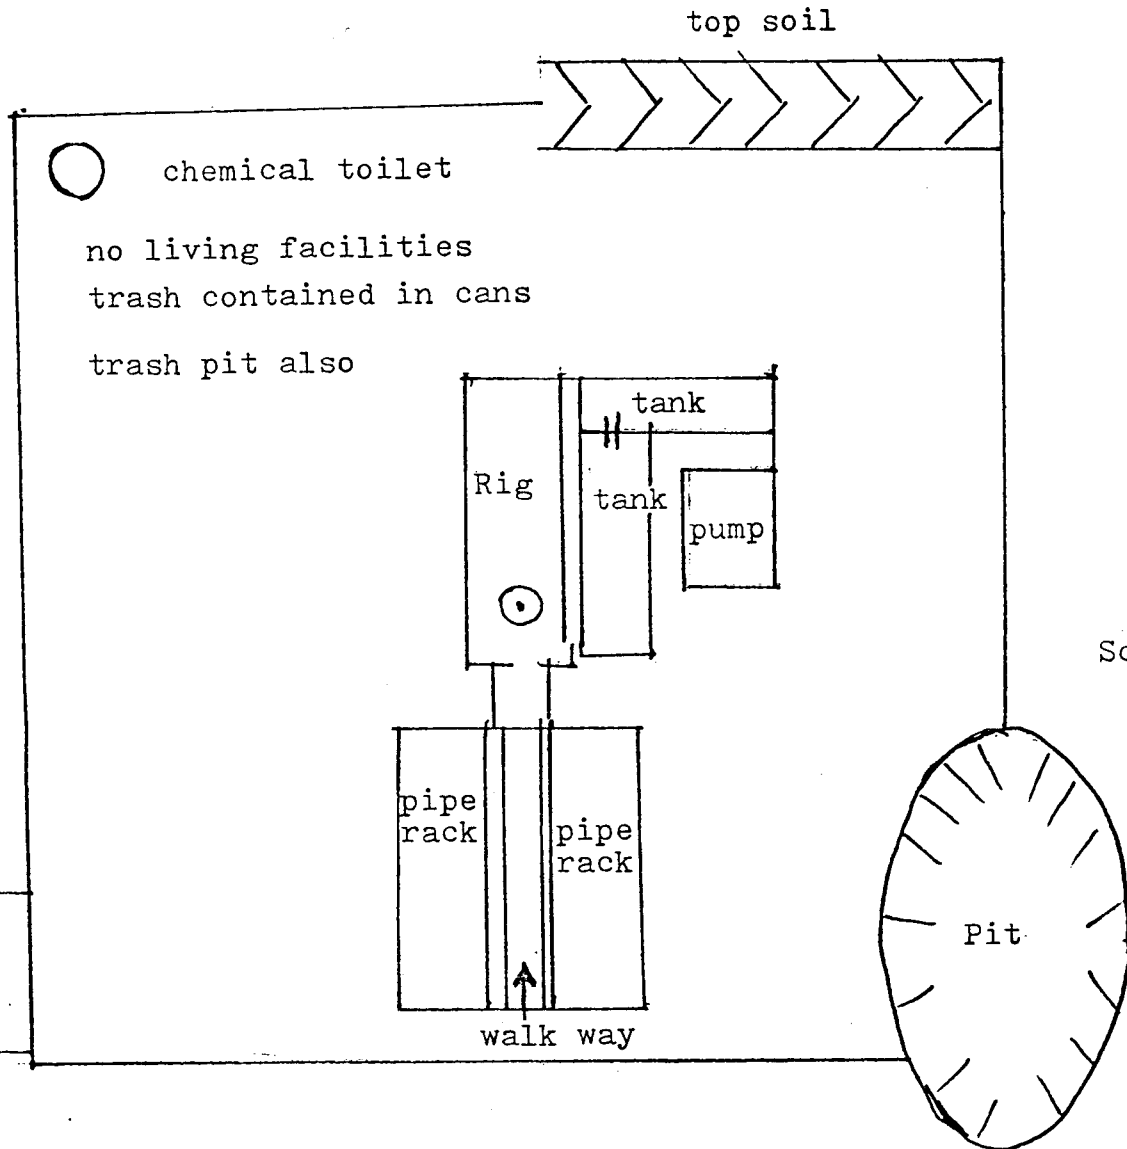 top soil
chemical toilet
no living facilities
trash contained in cans
trash pit also
tank
Rig
tank
pump
pipe
rack
pipe
rack
Pit
walk way